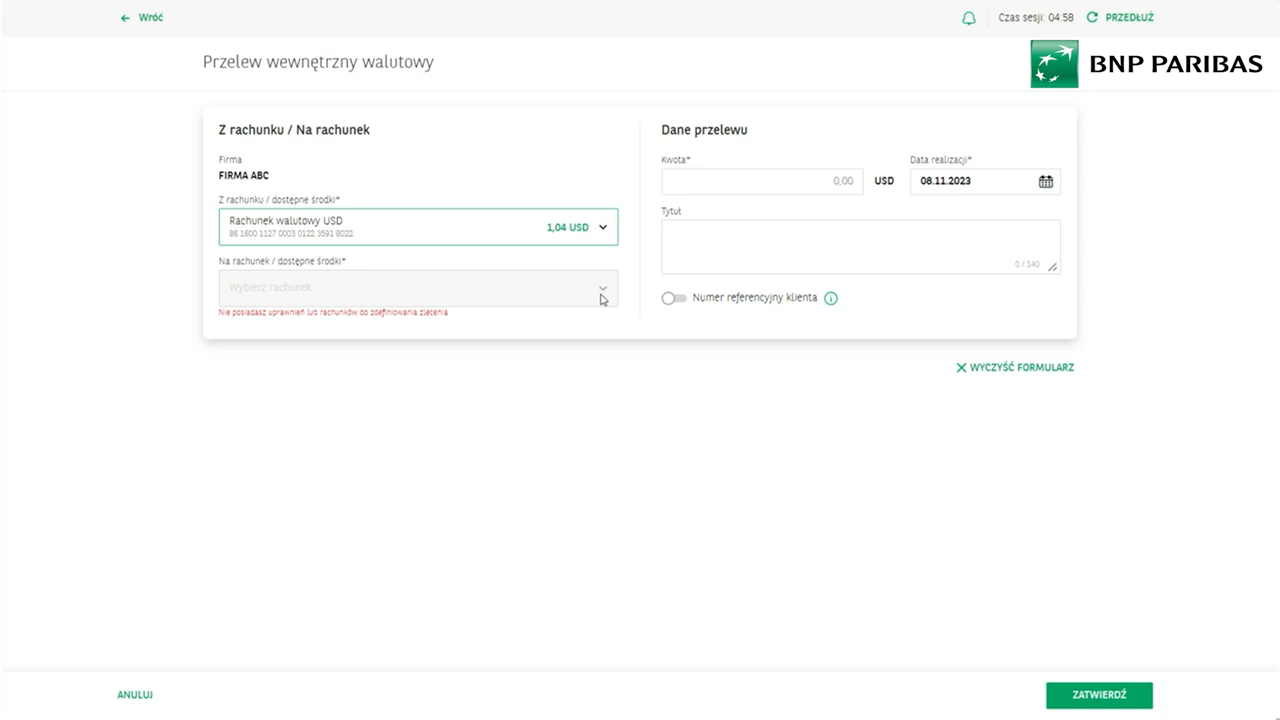 Wróć
Czas sesji: 04:58
PRZEDŁUŻ
Przelew wewnętrzny walutowy
BNP PARIBAS
Z rachunku / Na rachunek
Firma
FIRMA ABC
Z rachunku / dostępne środki*
Rachunek walutowy USD
1,04 USD
86 1600 1127 0003 0122 3591 8022
Na rachunek / dostępne środki*
Wybierz rachunek
Nie posiadasz uprawnień lub rachunków do zdefiniowania zlecenia
Dane przelewu
Kwota*
0,00
USD
Data realizacji*
08.11.2023
Tytuł
0 / 140
Numer referencyjny klienta
WYCZYŚĆ FORMULARZ
ANULUJ
ZATWIERDŹ